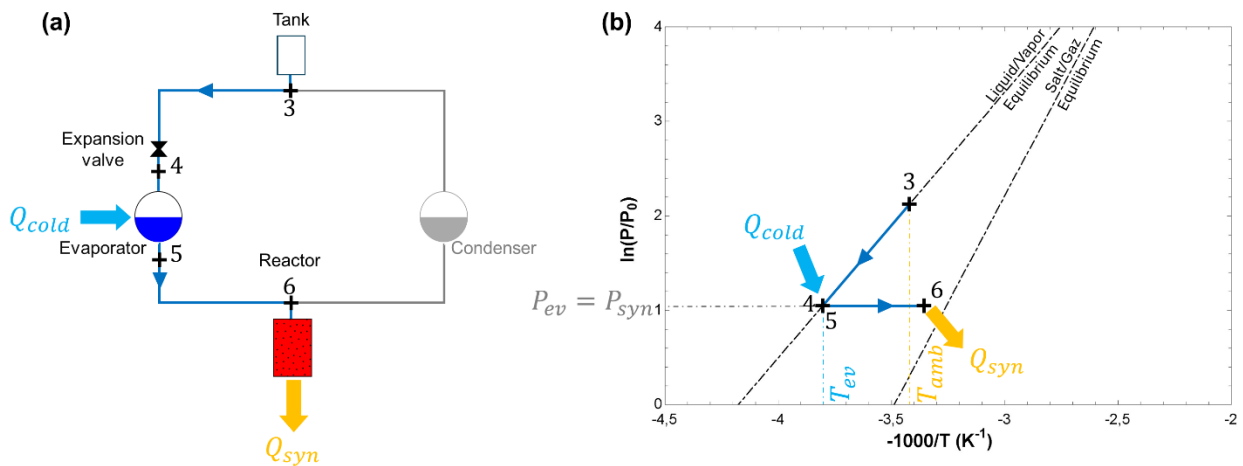 (a)
Tank
3
Expansion
valve
4
Q_cold
Evaporator
5
Condenser
Reactor
6
Q_syn
(b)
4
3
2
1
0
ln(P/P₀)
Liquid/Vapor
Equilibrium
Salt/Gaz
Equilibrium
3
Q_cold
P_ev = P_syn
4
5
6
Q_syn
T_ev
T_amb
-4,5
-4
-3,5
-3
-2,5
-2
-1000/T (K⁻¹)